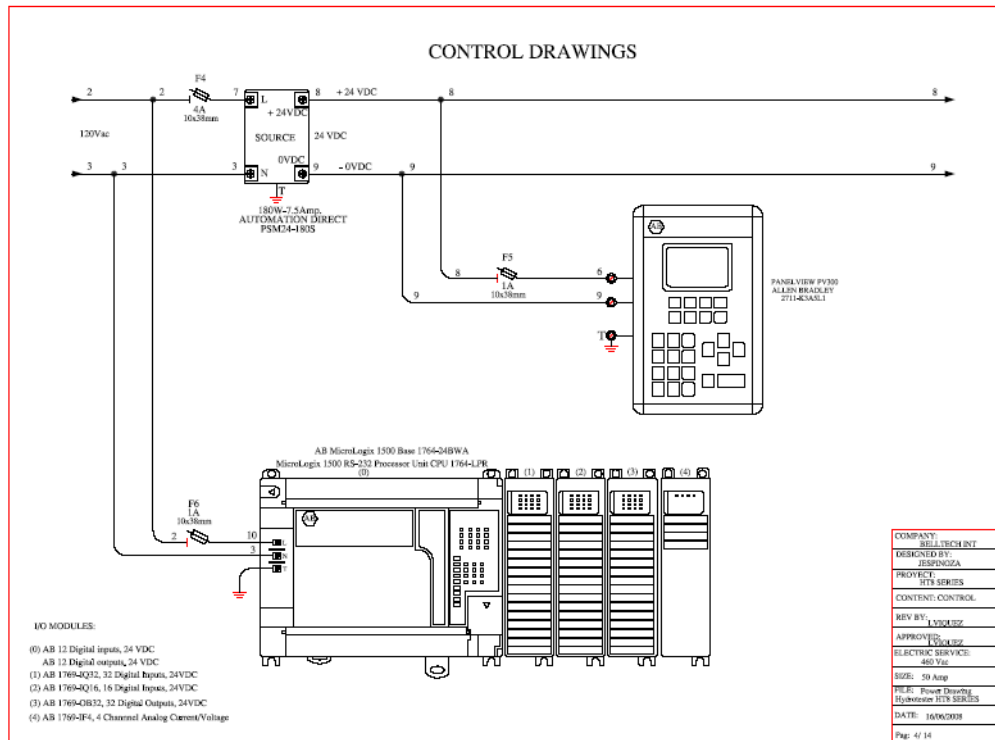 CONTROL DRAWINGS
2
2
F4
4A
10x38mm
7
L
8
+ 24 VDC
8
8
+ 24VDC
120Vac
SOURCE
24 VDC
0VDC
3
3
3
N
9
- 0VDC
9
9
T
180W-7.5Amp.
AUTOMATION DIRECT
PSM24-180S
AB
F5
8
1A
10x38mm
6
9
9
T
PANELVIEW PV300
ALLEN BRADLEY
2711-K3A5L1
AB MicroLogix 1500 Base 1764-24BWA
MicroLogix 1500 RS-232 Processor Unit CPU 1764-LPR
(0)
(1)
(2)
(3)
(4)
AB
F6
1A
10x38mm
2
10
L
3
N
T
I/O MODULES:
(0) AB 12 Digital inputs, 24 VDC
AB 12 Digital outputs, 24 VDC
(1) AB 1769-IQ32, 32 Digital Inputs, 24VDC
(2) AB 1769-IQ16, 16 Digital Inputs, 24VDC
(3) AB 1769-OB32, 32 Digital Outputs, 24VDC
(4) AB 1769-IF4, 4 Channel Analog Current/Voltage
COMPANY:
BELLTECH INT
DESIGNED BY:
JESPINOZA
PROYECT:
HT8 SERIES
CONTENT: CONTROL
REV BY:
LVIQUEZ
APPROVED:
LVIQUEZ
ELECTRIC SERVICE:
460 Vac
SIZE: 50 Amp
FILE: Power Drawing
Hydrotester HT8 SERIES
DATE: 16/06/2008
Pag: 4/ 14